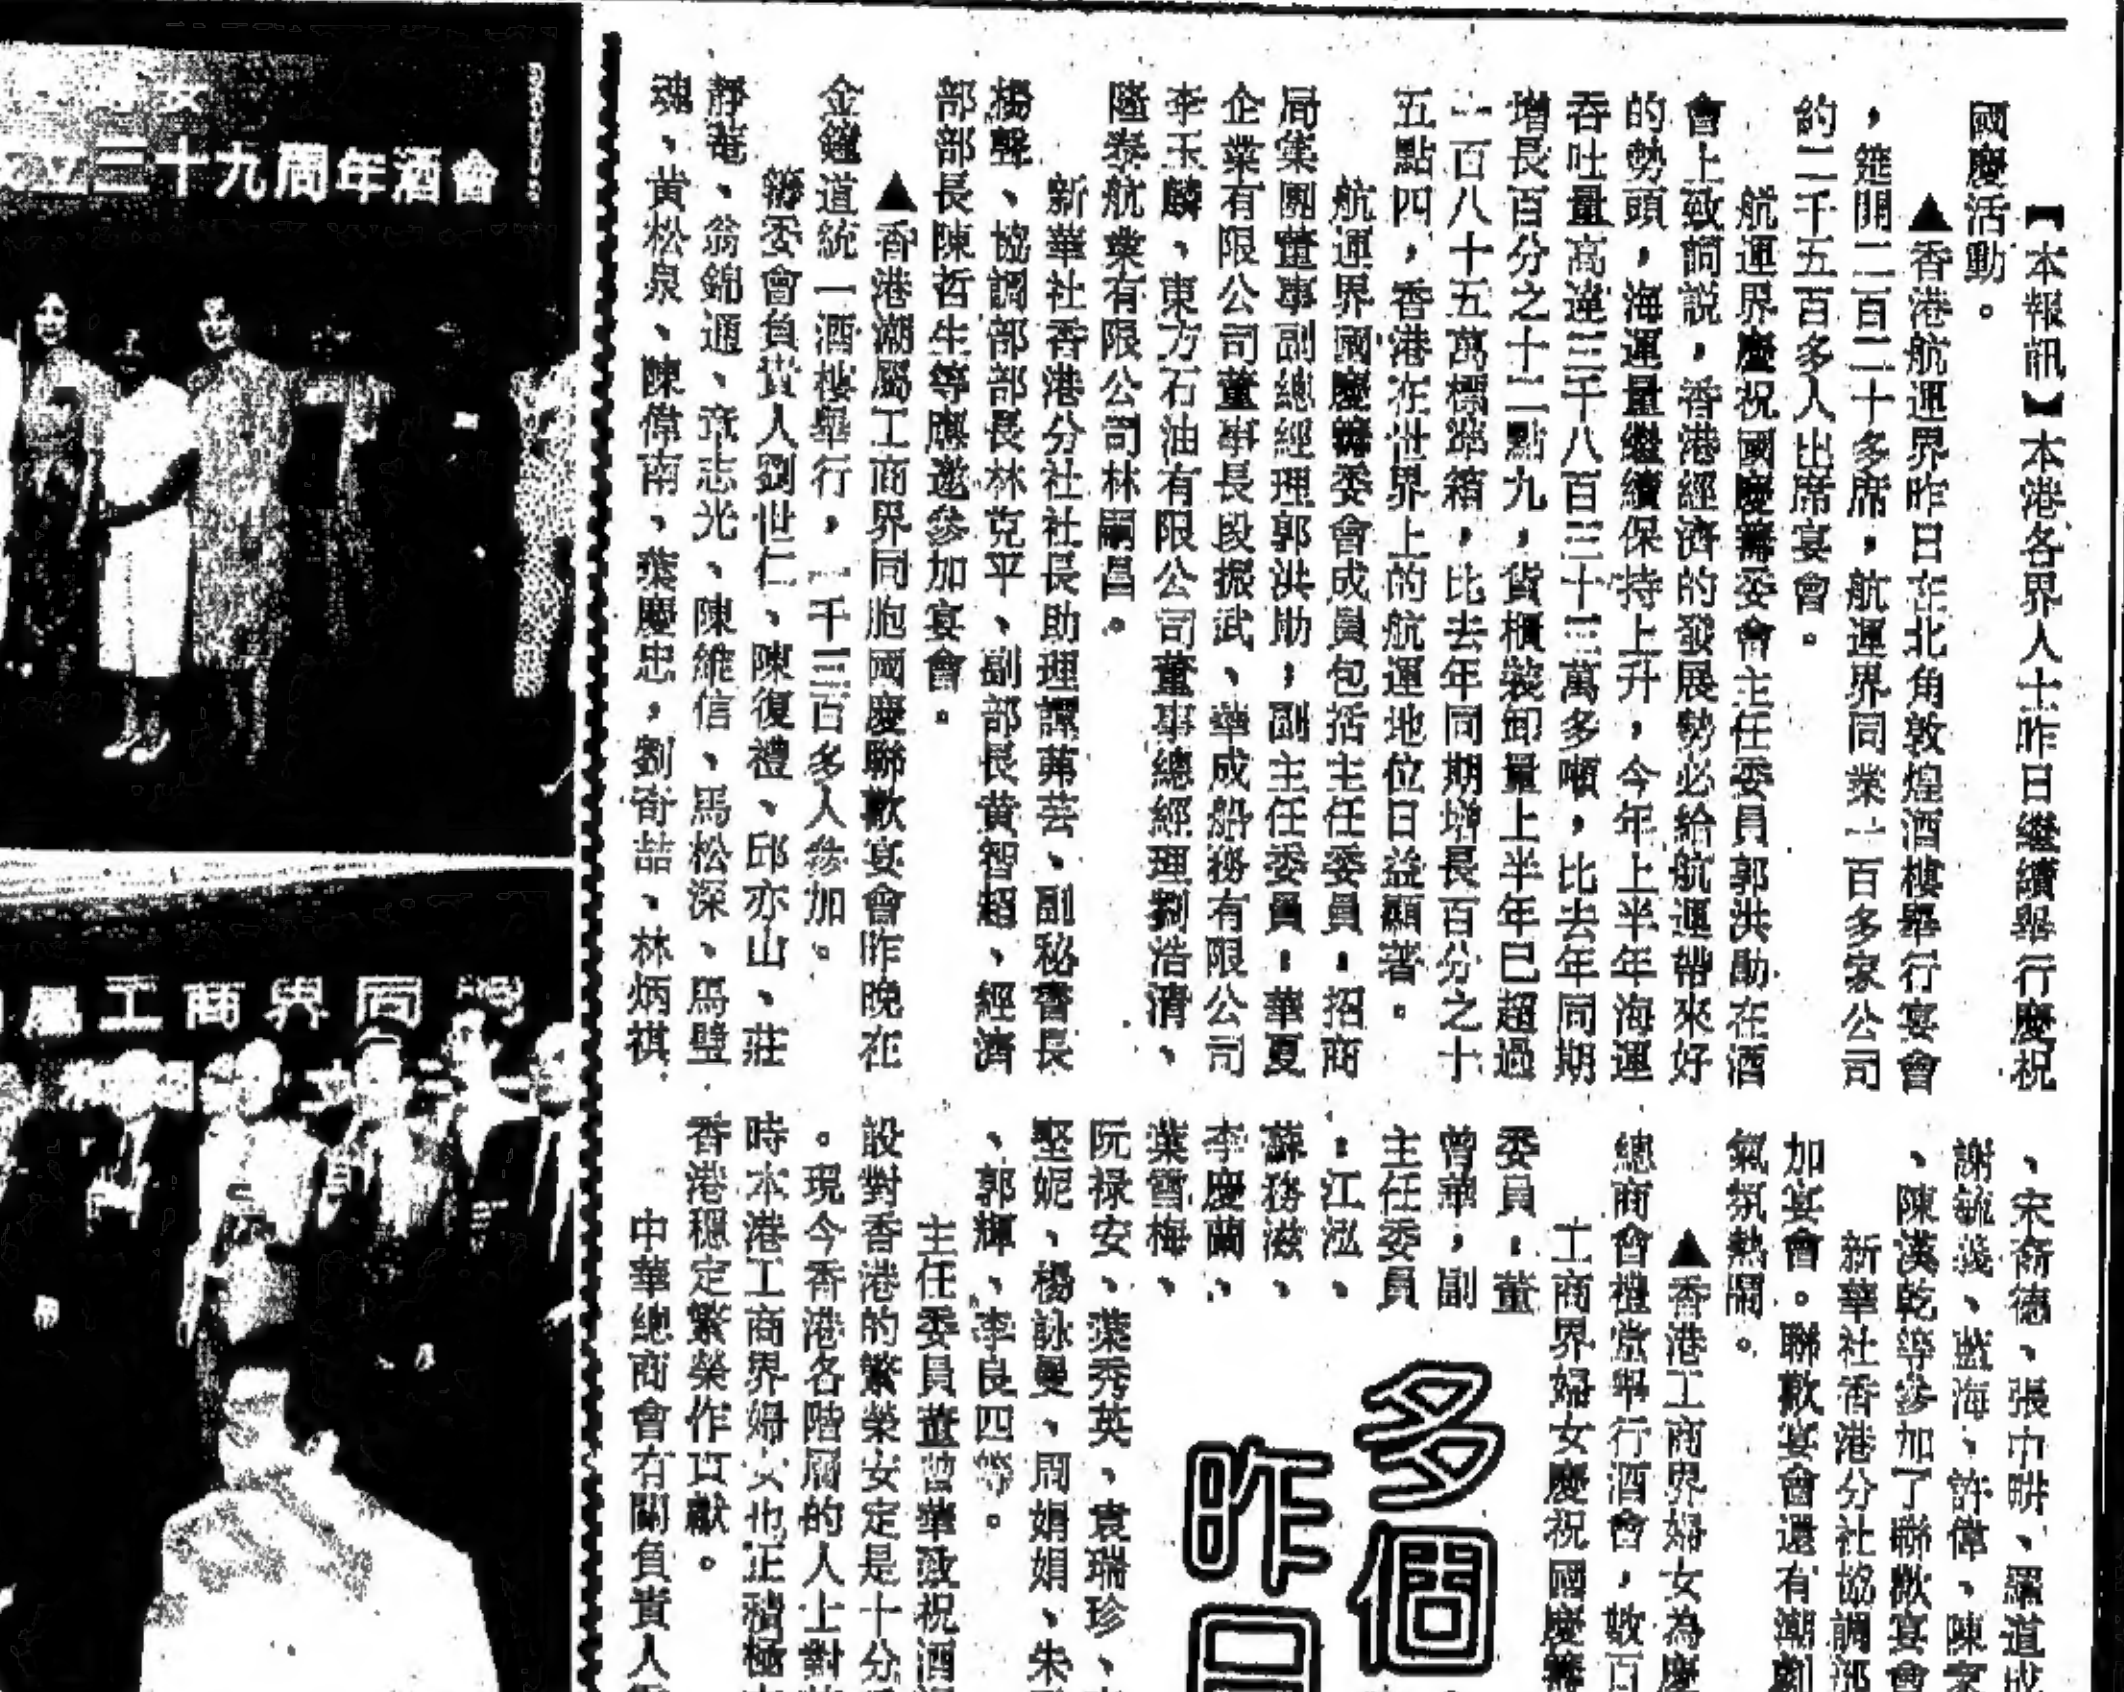 【本報訊】本港各界人士昨日繼續舉行慶祝
國慶活動。
▲香港航運界昨日在北角敦煌酒樓舉行宴會
，筵開二百二十多席，航運界同業一百多家公司
約二千五百多人出席宴會。
航運界慶祝國慶籌委會主任委員郭洪勛在酒
會上致詞説，香港經濟的發展勢必給航運帶來好
的勢頭，海運量繼續保持上升，今年上半年海運
吞吐量高達三千八百三十三萬多噸，比去年同期
增長百分之十二點九，貨櫃裝卸量上半年已超過
一百八十五萬標準箱，比去年同期增長百分之十
五點四，香港在世界上的航運地位日益顯著。
航運界國慶籌委會成員包括主任委員：招商
局集團董事副總經理郭洪勛；副主任委員：華夏
企業有限公司董事長段振武、華成船務有限公司
李玉麟、東方石油有限公司董事總經理劉浩清、
隆泰航業有限公司林嗣昌。
新華社香港分社社長助理譚茀芸、副秘書長
楊聲、協調部部長林克平、副部長黃智超、經濟
部部長陳哲生等應邀參加宴會。
▲香港潮屬工商界同胞國慶聯歡宴會昨晚在
金鐘道統一酒樓舉行，一千三百多人參加。
籌委會負責人劉世仁、陳復禮、邱亦山、莊
靜菴、翁錦通、章志光、陳維信、馬松深、馬璧
魂、黃松泉、陳偉南、葉慶忠、劉奇喆、林炳祺
、宋裔德、張中畊、羅道成
謝毓淺、藍海、許偉、陳家
、陳漢乾等參加了聯歡宴會
新華社香港分社協調部
加宴會。聯歡宴會還有潮劇
氣氛熱鬧。
▲香港工商界婦女為慶
總商會禮堂舉行酒會，數百
工商界婦女慶祝國慶籌
委員：董
曾華，副
主任委員
：江泓、
蘇務滋、
李慶蘭、
葉雪梅、
阮祿安、葉秀英、袁瑞珍、
堅妮、楊詠曼、周娟娟、朱
、郭輝、李良四等。
主任委員董曾華致祝酒
設對香港的繁榮安定是十分
。現今香港各階層的人士對
時本港工商界婦女也正積極
香港穩定繁榮作貢獻。
中華總商會有關負責人
多個
昨日
立三十九周年酒會
屬工商界同